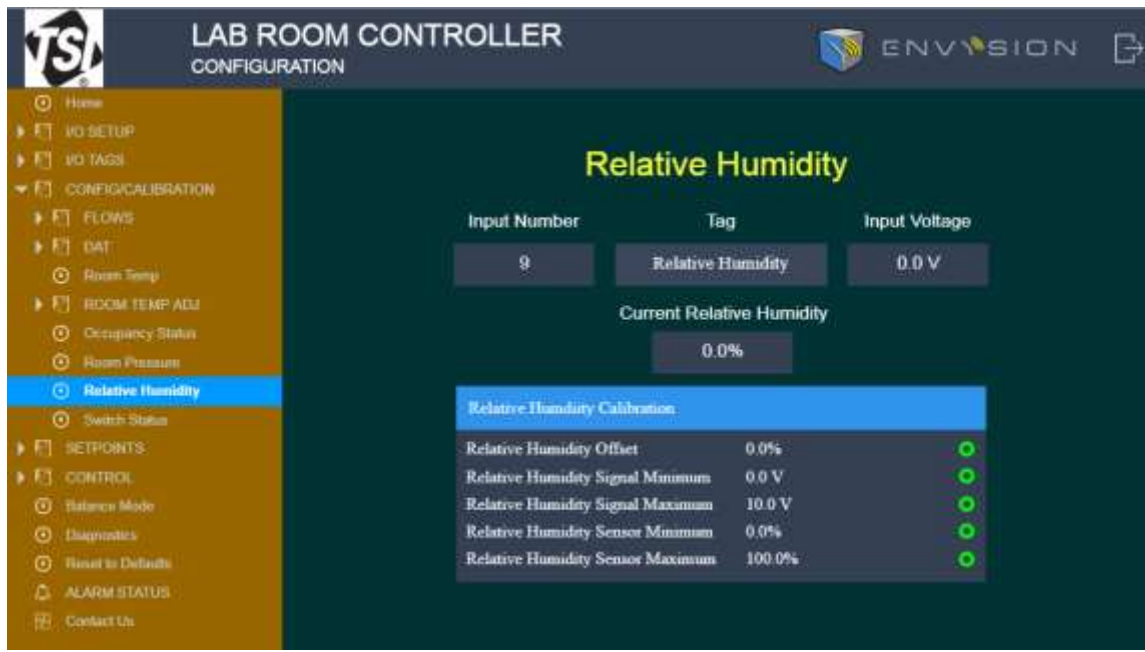 TSI
LAB ROOM CONTROLLER
CONFIGURATION
ENVYSION
Home
I/O SETUP
I/O TAGS
CONFIG/CALIBRATION
FLOWS
DAT
Room Temp
ROOM TEMP ADJ
Occupancy Status
Room Pressure
Relative Humidity
Switch Status
SETPOINTS
CONTROL
Balance Mode
Diagnostics
Reset to Defaults
ALARM STATUS
Contact Us
Relative Humidity
Input Number Tag Input Voltage
9 Relative Humidity 0.0 V
Current Relative Humidity
0.0%
Relative Humdiity Calibration
Relative Humidity Offset 0.0%
Relative Humidity Signal Minimum 0.0 V
Relative Humidity Signal Maximum 10.0 V
Relative Humidity Sensor Minimum 0.0%
Relative Humidity Sensor Maximum 100.0%